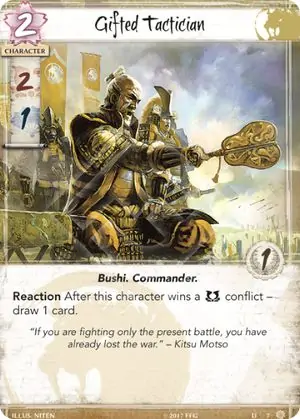 2
Gifted Tactician
CHARACTER
2
1
1
Bushi. Commander.
Reaction After this character wins a conflict –
draw 1 card.
"If you are fighting only the present battle, you have
already lost the war." – Kitsu Motso
ILLUS: NITEN
© 2017 FFG
7